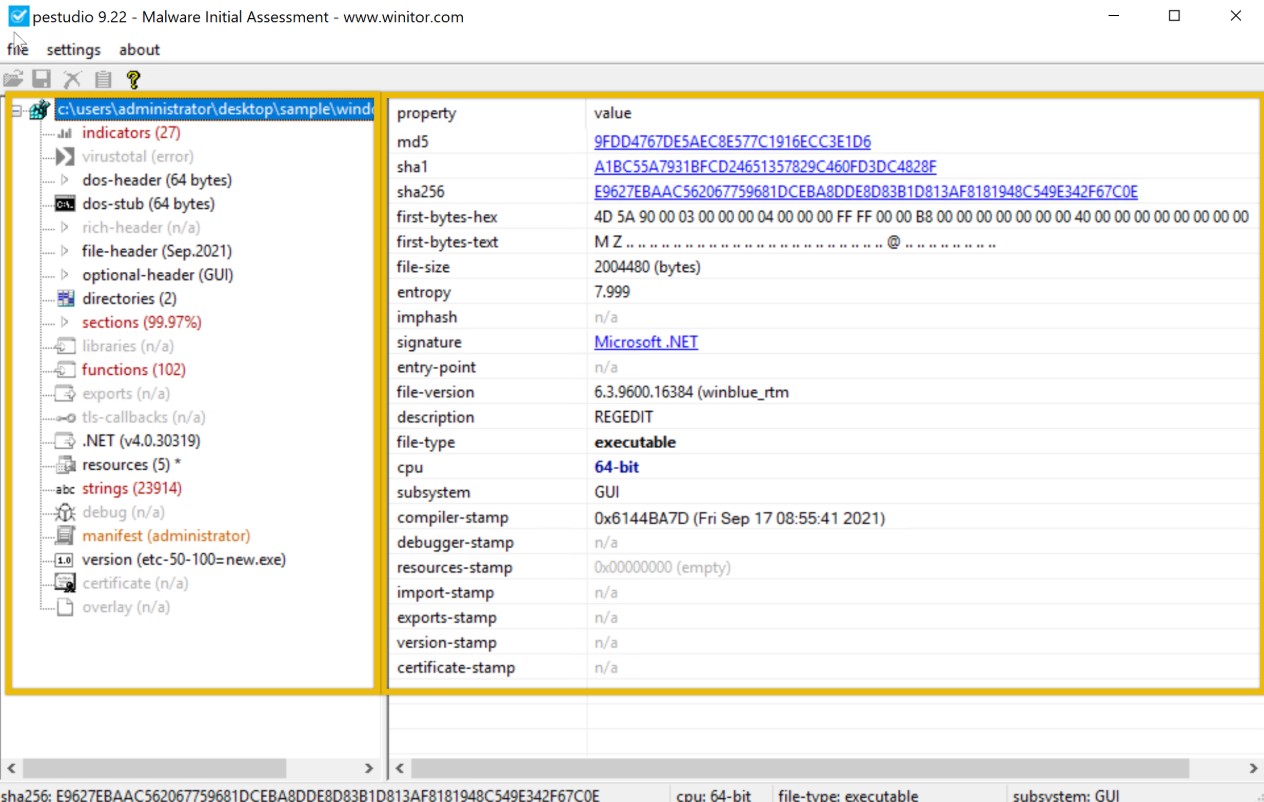 pestudio 9.22 - Malware Initial Assessment - www.winitor.com
file settings about
c:\users\administrator\desktop\sample\windo
indicators (27)
virustotal (error)
dos-header (64 bytes)
dos-stub (64 bytes)
rich-header (n/a)
file-header (Sep.2021)
optional-header (GUI)
directories (2)
sections (99.97%)
libraries (n/a)
functions (102)
exports (n/a)
tls-callbacks (n/a)
.NET (v4.0.30319)
resources (5) *
abc strings (23914)
debug (n/a)
manifest (administrator)
1.0 version (etc-50-100=new.exe)
certificate (n/a)
overlay (n/a)
property value
md5 9FDD4767DE5AEC8E577C1916ECC3E1D6
sha1 A1BC55A7931BFCD24651357829C460FD3DC4828F
sha256 E9627EBAAC562067759681DCEBA8DDE8D83B1D813AF8181948C549E342F67C0E
first-bytes-hex 4D 5A 90 00 03 00 00 00 04 00 00 00 FF FF 00 00 B8 00 00 00 00 00 00 00 40 00 00 00 00 00 00 00
first-bytes-text M Z .. .. .. .. .. .. .. .. .. .. .. .. .. .. .. .. .. .. .. .. .. .. @ .. .. .. .. .. .. ..
file-size 2004480 (bytes)
entropy 7.999
imphash n/a
signature Microsoft .NET
entry-point n/a
file-version 6.3.9600.16384 (winblue_rtm
description REGEDIT
file-type executable
cpu 64-bit
subsystem GUI
compiler-stamp 0x6144BA7D (Fri Sep 17 08:55:41 2021)
debugger-stamp n/a
resources-stamp 0x00000000 (empty)
import-stamp n/a
exports-stamp n/a
version-stamp n/a
certificate-stamp n/a
sha256: E9627EBAAC562067759681DCEBA8DDE8D83B1D813AF8181948C549E342F67C0E cpu: 64-bit file-type: executable subsystem: GUI